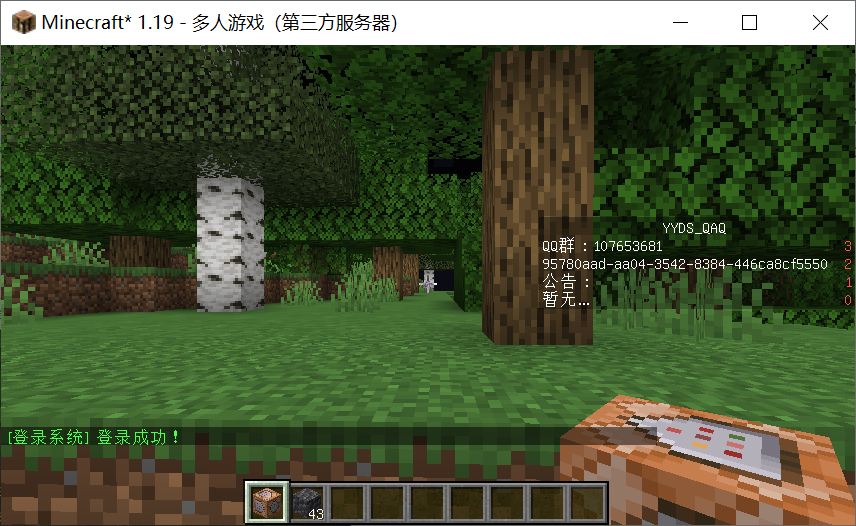 Minecraft* 1.19 - 多人游戏（第三方服务器）
YYDS_QAQ
QQ群：107653681 3
95780aad-aa04-3542-8384-446ca8cf5550 2
公告： 1
暂无... 0
[登录系统] 登录成功！
43